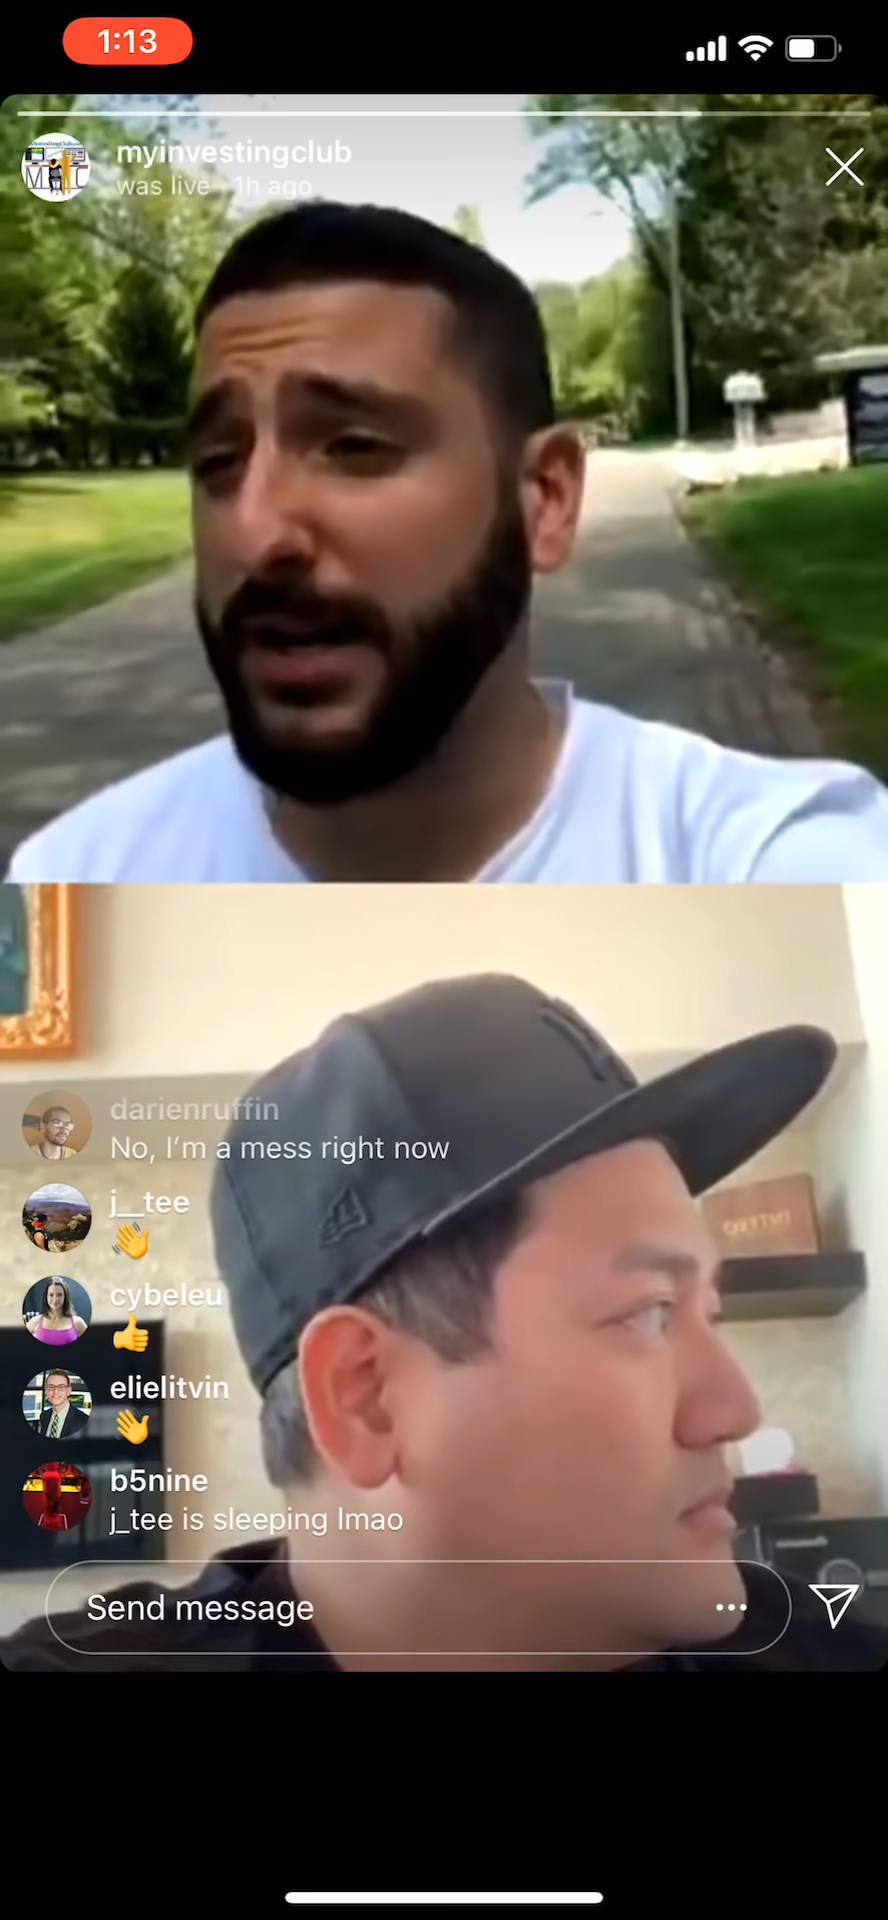 1:13
myinvestingclub
was live · 1h ago
darienruffin
No, I'm a mess right now
j__tee
👋
cybeleu
👍
elielitvin
👋
b5nine
j_tee is sleeping lmao
Send message